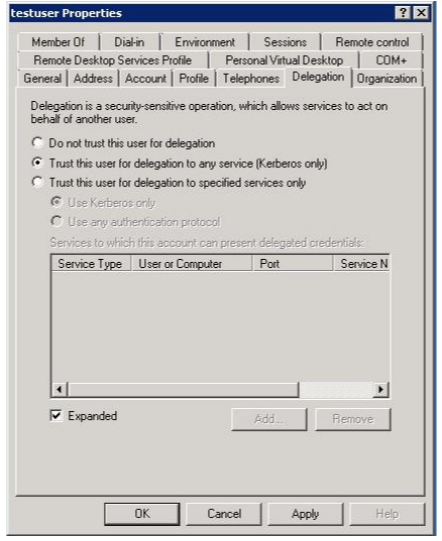 testuser Properties
Member Of Dial-in Environment Sessions Remote control
Remote Desktop Services Profile Personal Virtual Desktop COM+
General Address Account Profile Telephones Delegation Organization
Delegation is a security-sensitive operation, which allows services to act on
behalf of another user.
Do not trust this user for delegation
Trust this user for delegation to any service (Kerberos only)
Trust this user for delegation to specified services only
Use Kerberos only
Use any authentication protocol
Services to which this account can present delegated credentials:
Service Type User or Computer Port Service N
Expanded Add... Remove
OK Cancel Apply Help